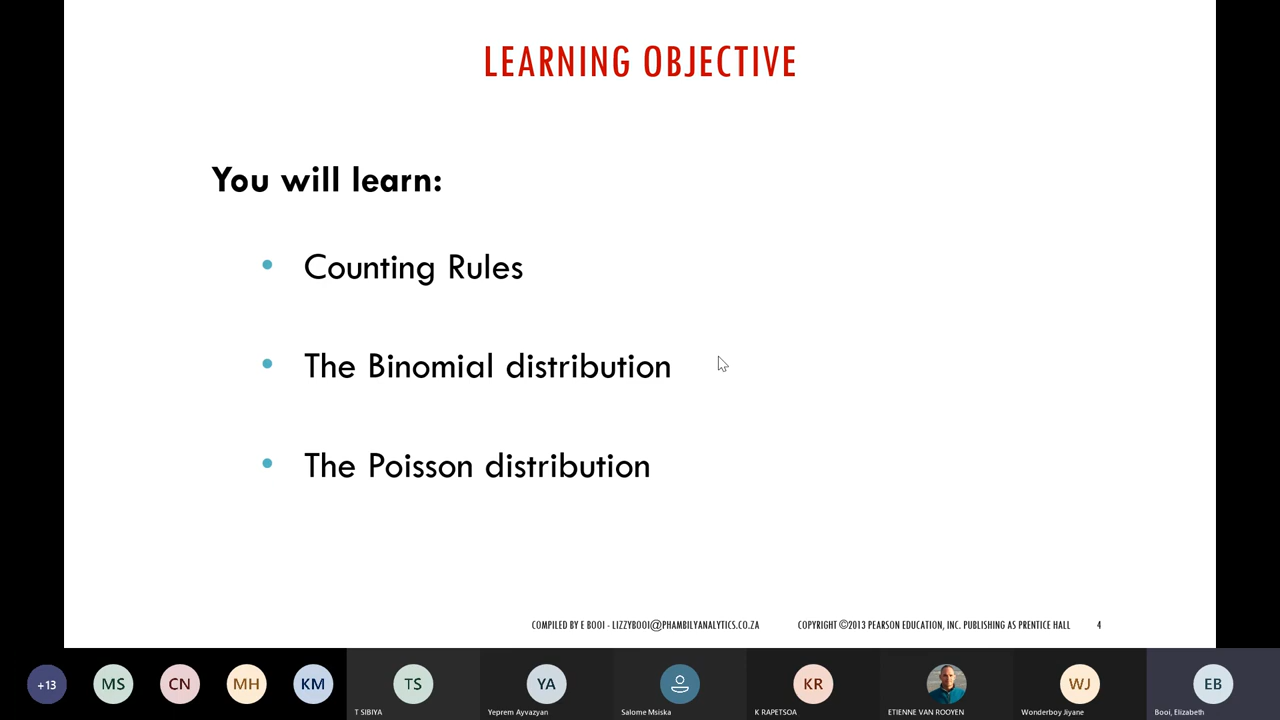 LEARNING OBJECTIVE
You will learn:
• Counting Rules
• The Binomial distribution
• The Poisson distribution
COMPILED BY E BOOI - LIZZYBOOI@PHAMBILYANALYTICS.CO.ZA COPYRIGHT ©2013 PEARSON EDUCATION, INC. PUBLISHING AS PRENTICE HALL 4
+13 MS CN MH KM TS YA KR WJ EB
T SIBIYA Yeprem Ayvazyan Salome Msiska K RAPETSOA ETIENNE VAN ROOYEN Wonderboy Jiyane Booi, Elizabeth